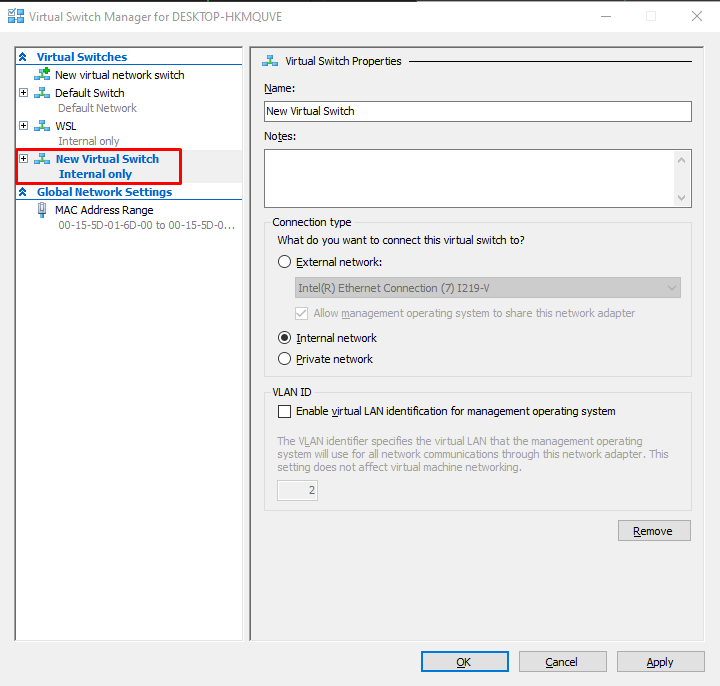 Virtual Switch Manager for DESKTOP-HKMQUVE
Virtual Switches
New virtual network switch
Default Switch
Default Network
WSL
Internal only
New Virtual Switch
Internal only
Global Network Settings
MAC Address Range
00-15-5D-01-6D-00 to 00-15-5D-0...
Virtual Switch Properties
Name:
New Virtual Switch
Notes:
Connection type
What do you want to connect this virtual switch to?
External network:
Intel(R) Ethernet Connection (7) I219-V
Allow management operating system to share this network adapter
Internal network
Private network
VLAN ID
Enable virtual LAN identification for management operating system
The VLAN identifier specifies the virtual LAN that the management operating
system will use for all network communications through this network adapter. This
setting does not affect virtual machine networking.
2
Remove
OK
Cancel
Apply